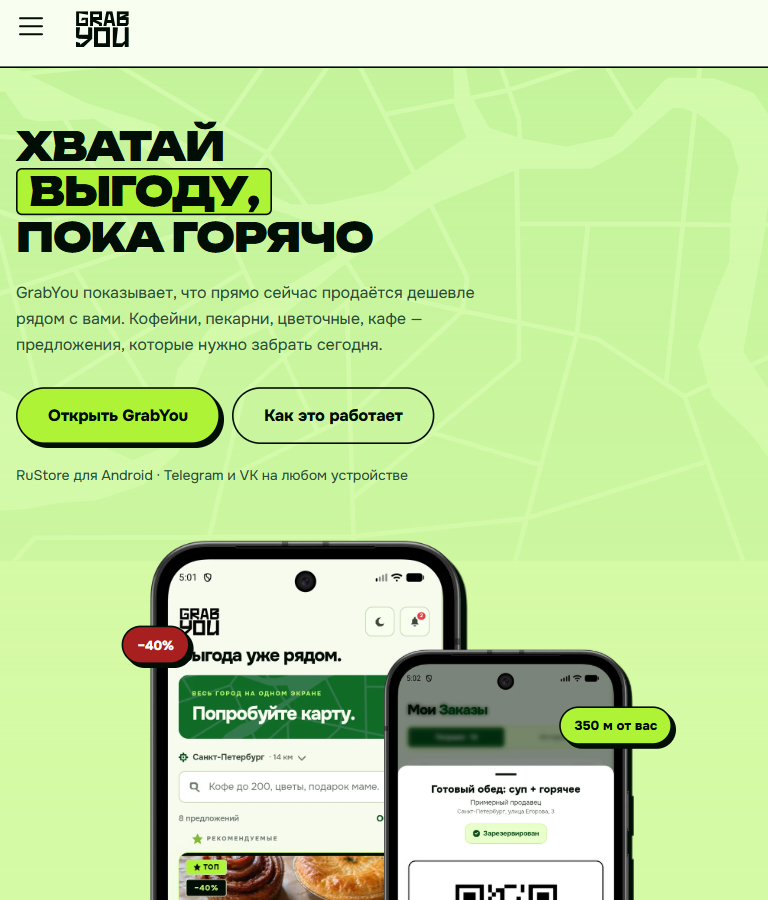 GRAB
YOU
ХВАТАЙ
ВЫГОДУ,
ПОКА ГОРЯЧО
GrabYou показывает, что прямо сейчас продаётся дешевле
рядом с вами. Кофейни, пекарни, цветочные, кафе —
предложения, которые нужно забрать сегодня.
Открыть GrabYou
Как это работает
RuStore для Android · Telegram и VK на любом устройстве
5:01
GRAB
YOU
2
−40%
ыгода уже рядом.
ВЕСЬ ГОРОД НА ОДНОМ ЭКРАНЕ
Попробуйте карту.
Санкт-Петербург · 14 км
Кофе до 200, цветы, подарок маме.
8 предложений
РЕКОМЕНДУЕМЫЕ
ТОП
−40%
5:02
Мои Заказы
350 м от вас
Готовый обед: суп + горячее
Примерный продавец
Санкт-Петербург, улица Егорова, 3
Зарезервирован